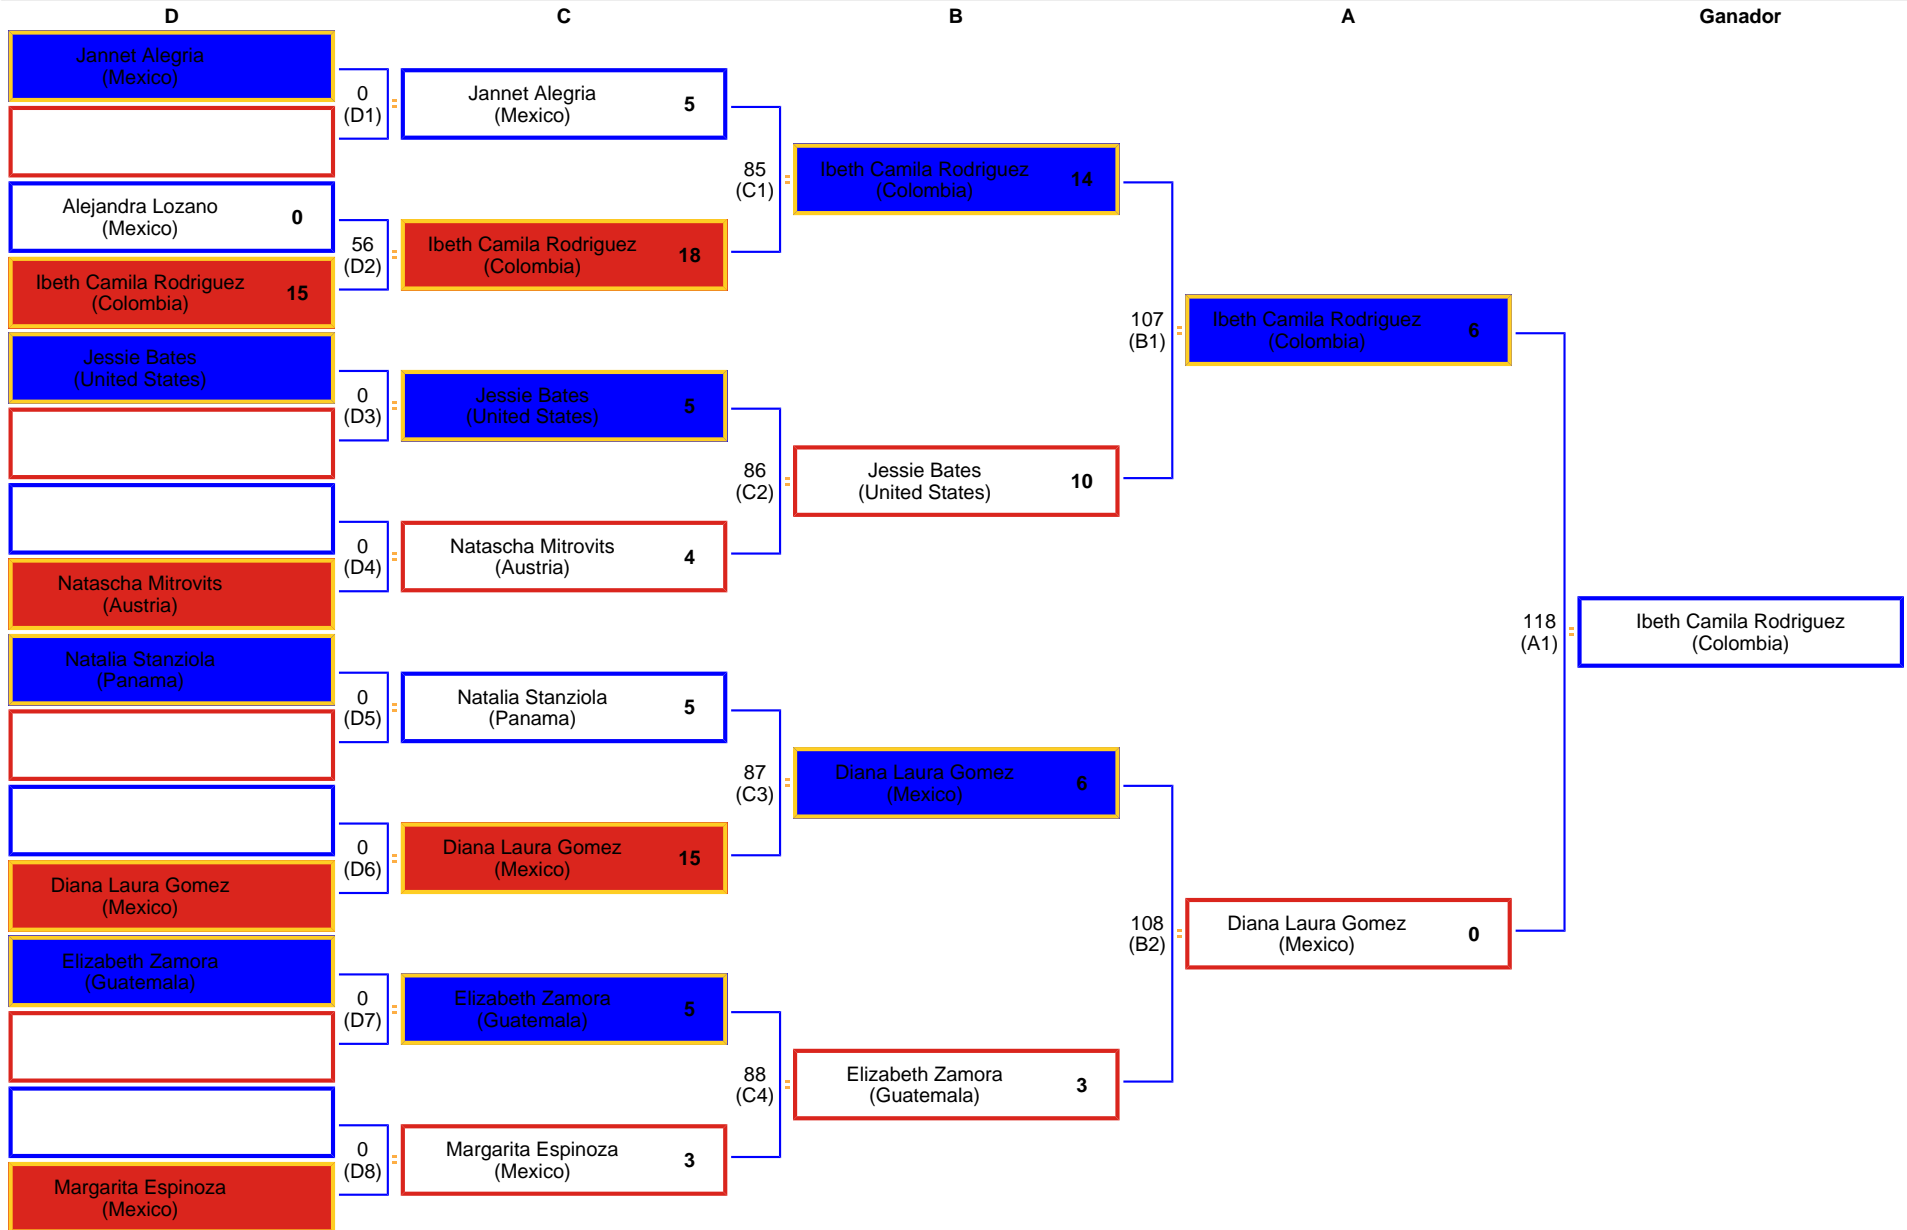 D
C
B
A
Ganador
Jannet Alegria
(Mexico)
Alejandra Lozano
(Mexico)
0
Ibeth Camila Rodriguez
(Colombia)
15
Jessie Bates
(United States)
Natascha Mitrovits
(Austria)
Natalia Stanziola
(Panama)
Diana Laura Gomez
(Mexico)
Elizabeth Zamora
(Guatemala)
Margarita Espinoza
(Mexico)
0
(D1)
56
(D2)
0
(D3)
0
(D4)
0
(D5)
0
(D6)
0
(D7)
0
(D8)
Jannet Alegria
(Mexico)
5
Ibeth Camila Rodriguez
(Colombia)
18
Jessie Bates
(United States)
5
Natascha Mitrovits
(Austria)
4
Natalia Stanziola
(Panama)
5
Diana Laura Gomez
(Mexico)
15
Elizabeth Zamora
(Guatemala)
5
Margarita Espinoza
(Mexico)
3
85
(C1)
86
(C2)
87
(C3)
88
(C4)
Ibeth Camila Rodriguez
(Colombia)
14
Jessie Bates
(United States)
10
Diana Laura Gomez
(Mexico)
6
Elizabeth Zamora
(Guatemala)
3
107
(B1)
108
(B2)
Ibeth Camila Rodriguez
(Colombia)
6
Diana Laura Gomez
(Mexico)
0
118
(A1)
Ibeth Camila Rodriguez
(Colombia)